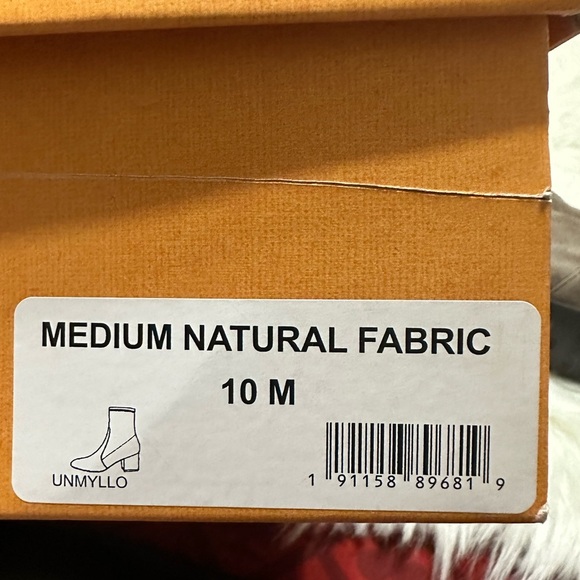 MEDIUM NATURAL FABRIC
10 M
UNMYLLO
1 91158 89681 9